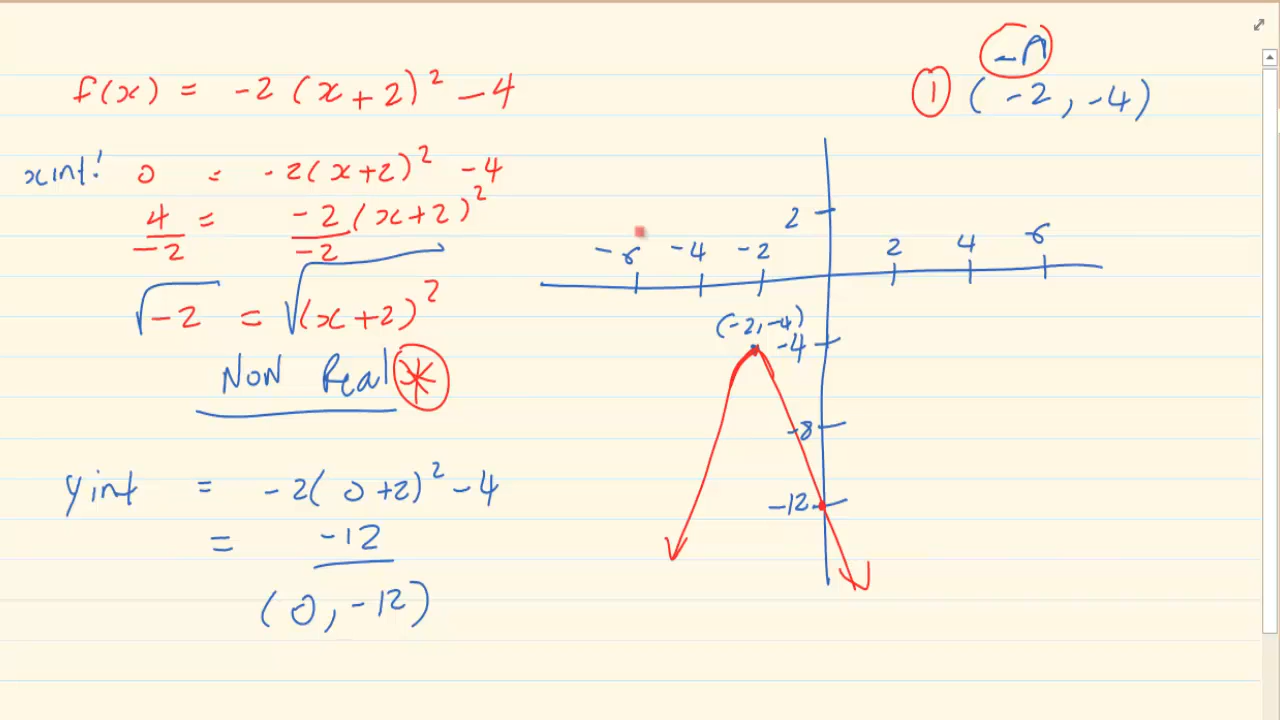 f(x) = -2 (x+2)² -4
x int! 0 = -2(x+2)² -4
4/-2 = -2(x+2)²/-2
√-2 = √(x+2)²
NON Real *
y int = -2(0+2)² -4
= -12
(0, -12)
-A
① (-2, -4)
2
-6 -4 -2 2 4 6
(-2, -4)
-4
-8
-12